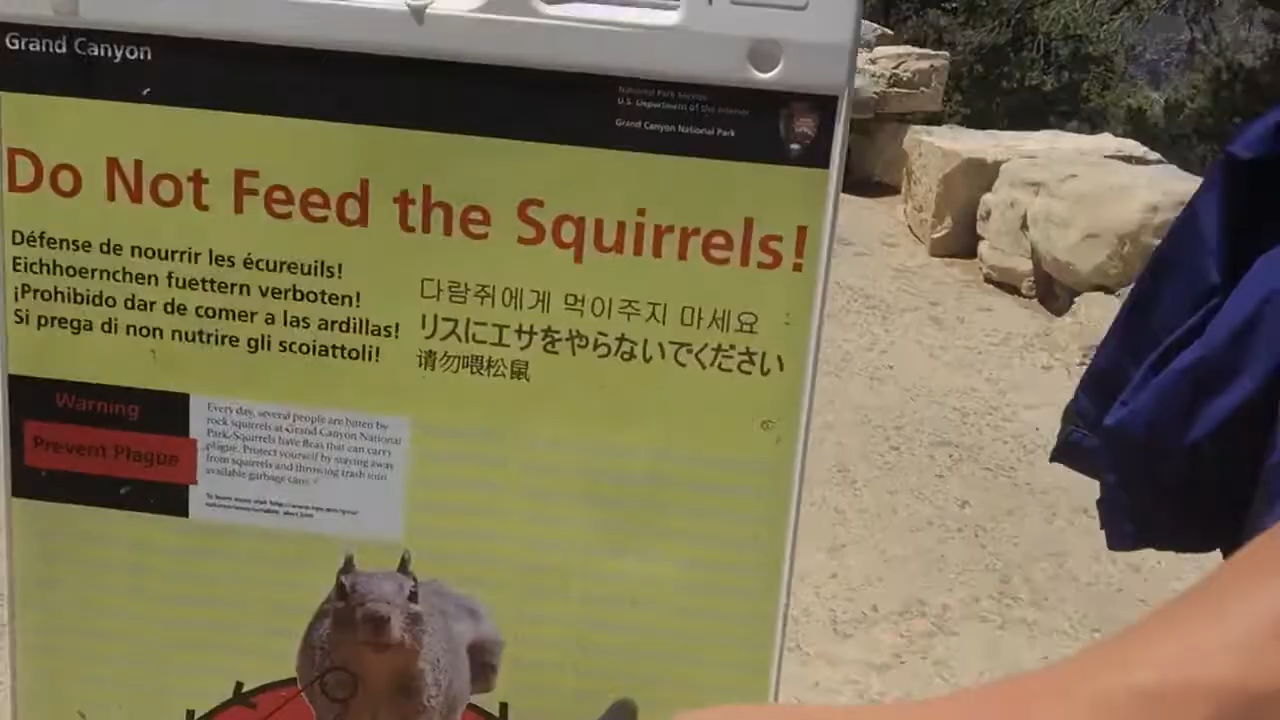 Grand Canyon
National Park Service
U.S. Department of the Interior
Grand Canyon National Park
Do Not Feed the Squirrels!
Défense de nourrir les écureuils!
Eichhoernchen fuettern verboten!
¡Prohibido dar de comer a las ardillas!
Si prega di non nutrire gli scoiattoli!
다람쥐에게 먹이주지 마세요
リスにエサをやらないでください
请勿喂松鼠
Warning
Prevent Plague
Every day, several people are bitten by
rock squirrels at Grand Canyon National
Park. Squirrels have fleas that can carry
plague. Protect yourself by staying away
from squirrels and throwing trash into
available garbage cans.
To learn more visit